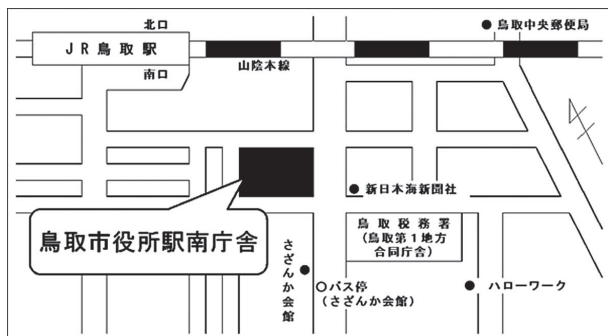 北口
鳥取中央郵便局
JR鳥取駅
南口
山陰本線
新日本海新聞社
鳥取市役所駅南庁舎
鳥取税務署
(鳥取第1地方
合同庁舎)
さざんか会館
バス停
(さざんか会館)
ハローワーク